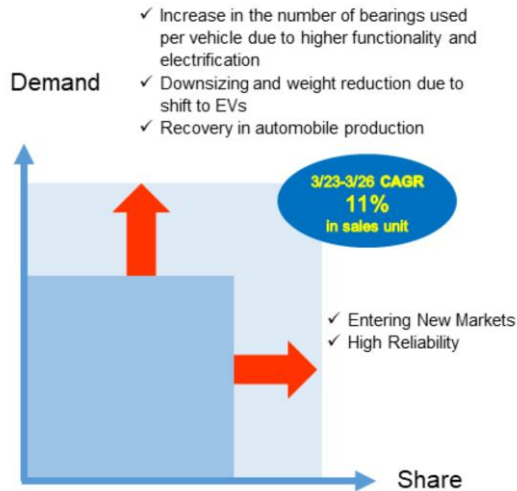 ✓ Increase in the number of bearings used
per vehicle due to higher functionality and
electrification
Demand
✓ Downsizing and weight reduction due to
shift to EVs
✓ Recovery in automobile production
3/23-3/26 CAGR
11%
in sales unit
✓ Entering New Markets
✓ High Reliability
Share